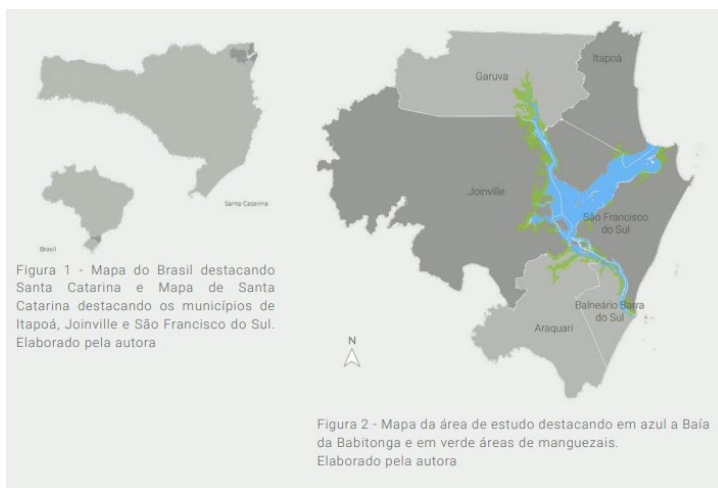 Santa Catarina
Brasil
Figura 1 - Mapa do Brasil destacando
Santa Catarina e Mapa de Santa
Catarina destacando os municípios de
Itapoá, Joinville e São Francisco do Sul.
Elaborado pela autora
Itapoá
Garuva
Joinville
São Francisco
do Sul
Balneário Barra
do Sul
Araquari
N
Figura 2 - Mapa da área de estudo destacando em azul a Baía
da Babitonga e em verde áreas de manguezais.
Elaborado pela autora